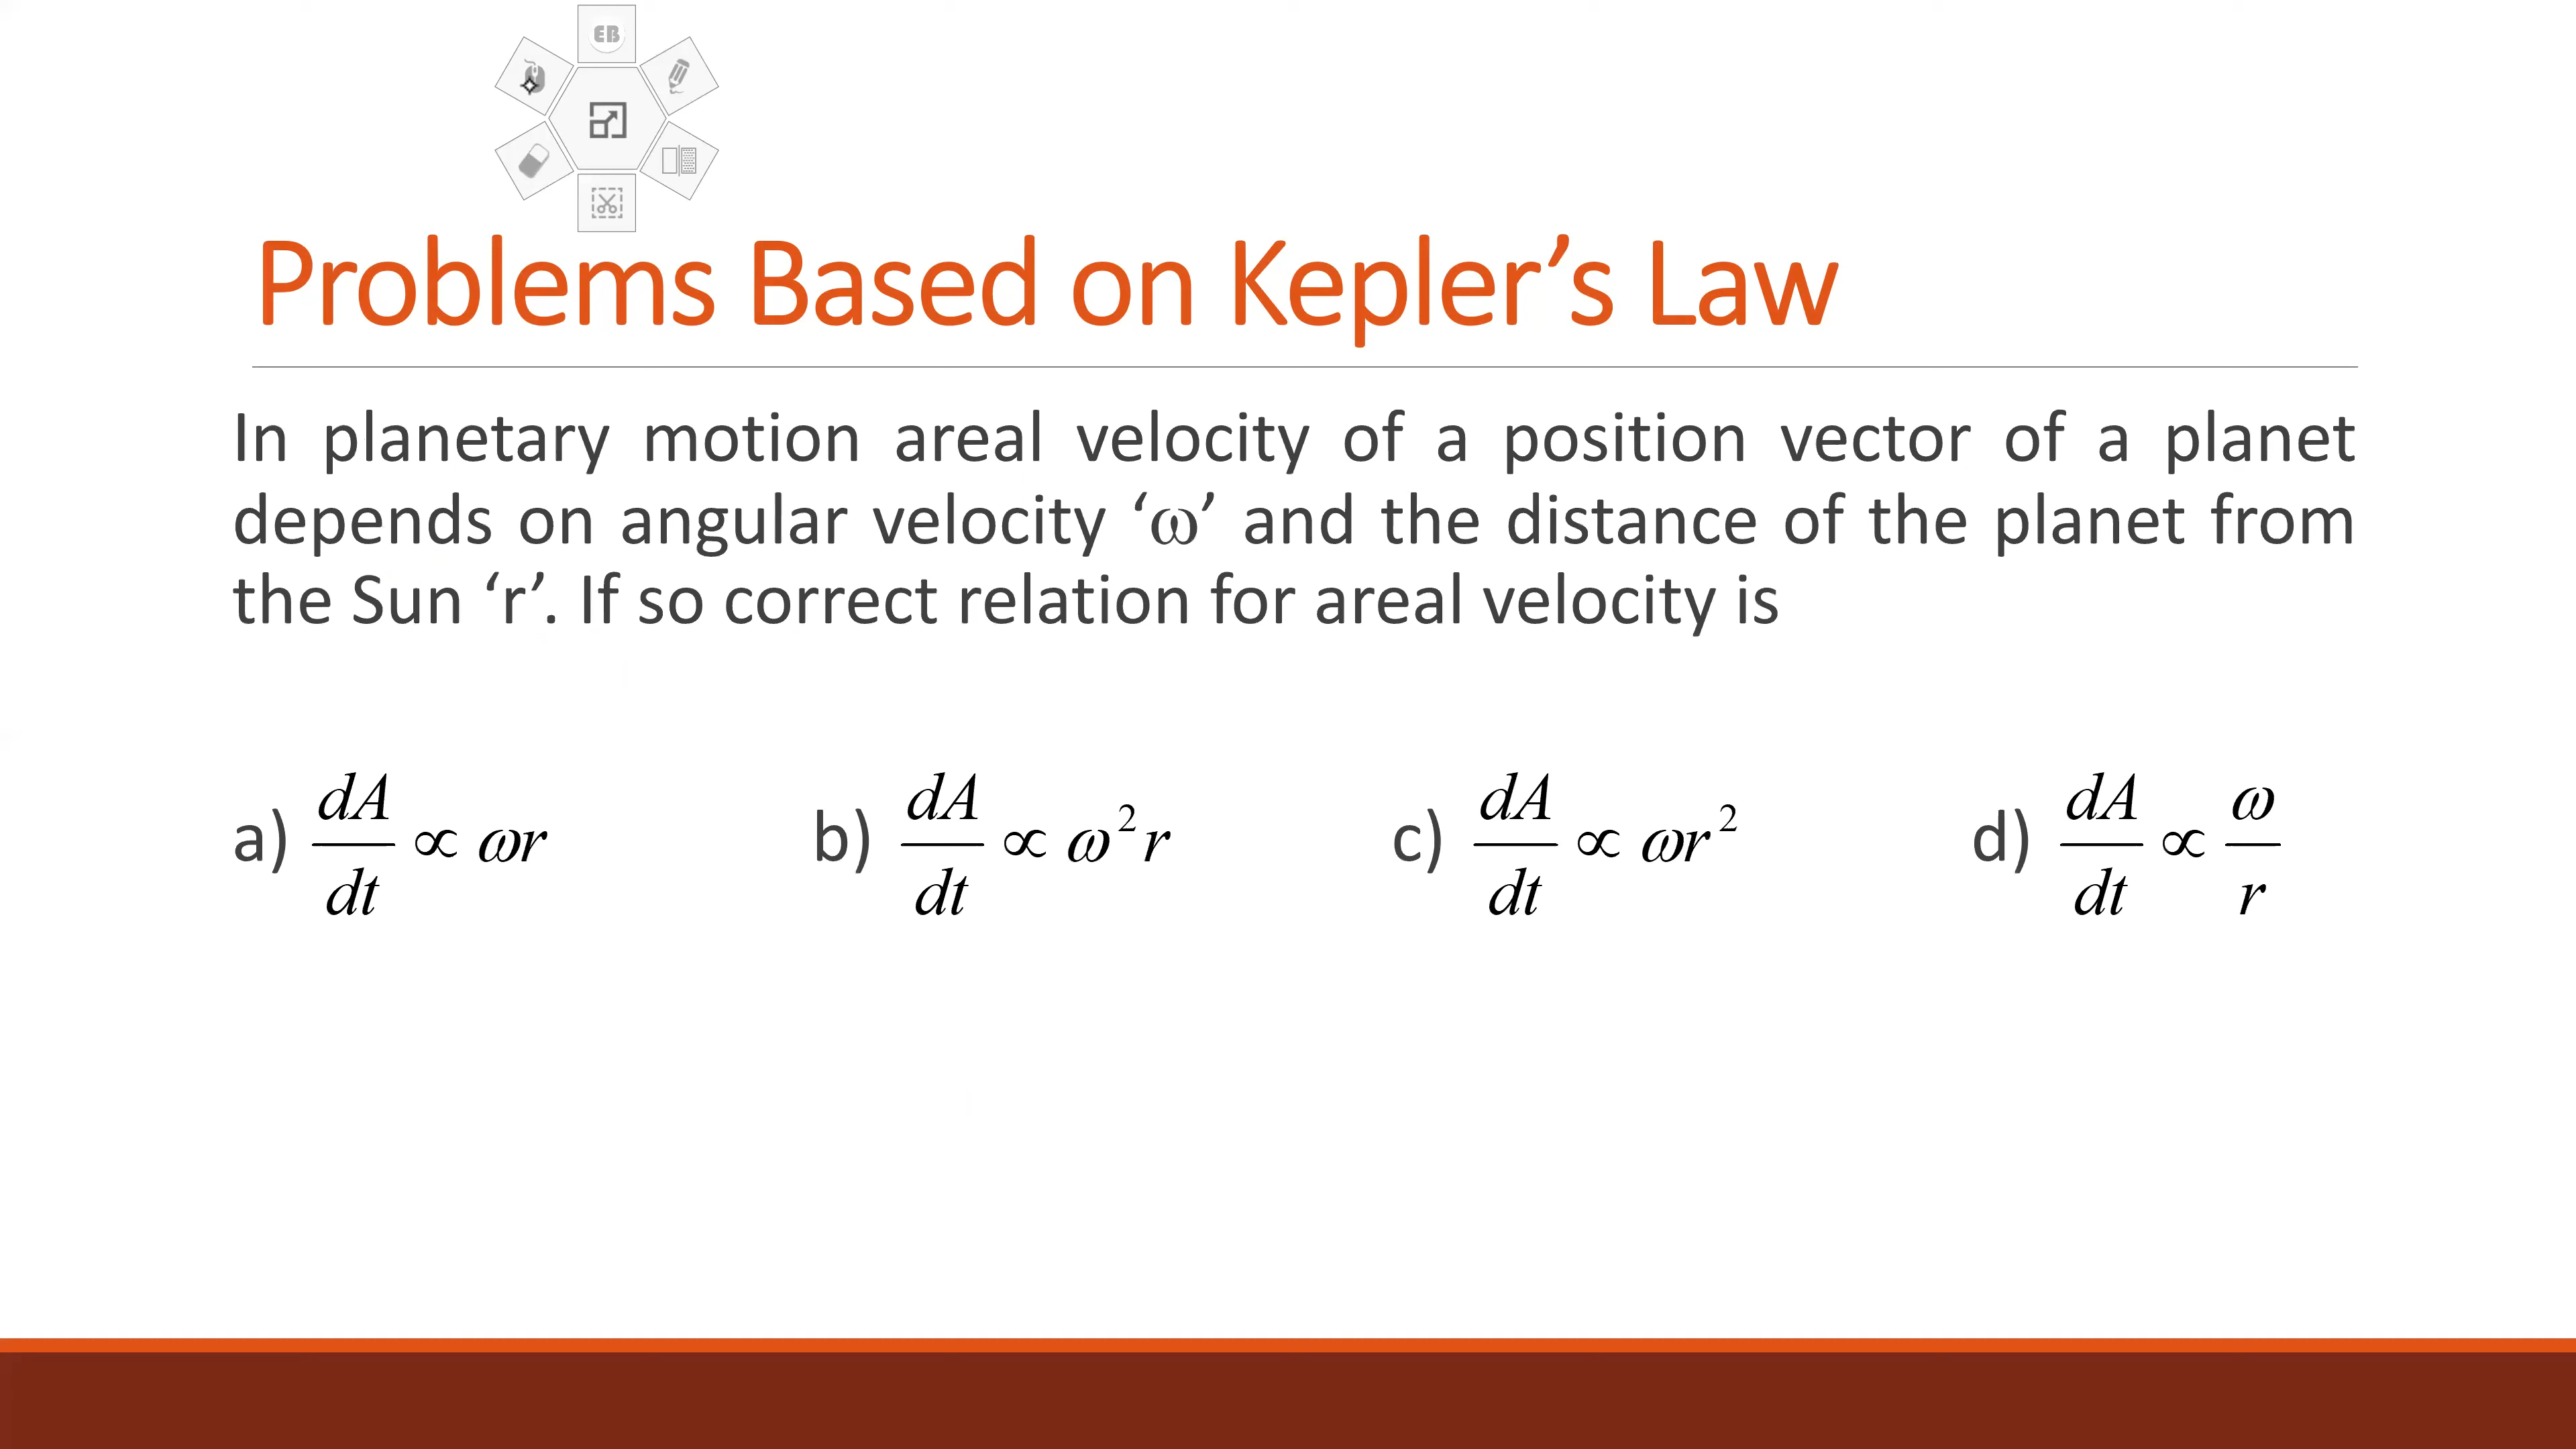 EB
Problems Based on Kepler’s Law
In planetary motion areal velocity of a position vector of a planet
depends on angular velocity ‘ω’ and the distance of the planet from
the Sun ‘r’. If so correct relation for areal velocity is
a) dA/dt ∝ ωr b) dA/dt ∝ ω²r c) dA/dt ∝ ωr² d) dA/dt ∝ ω/r